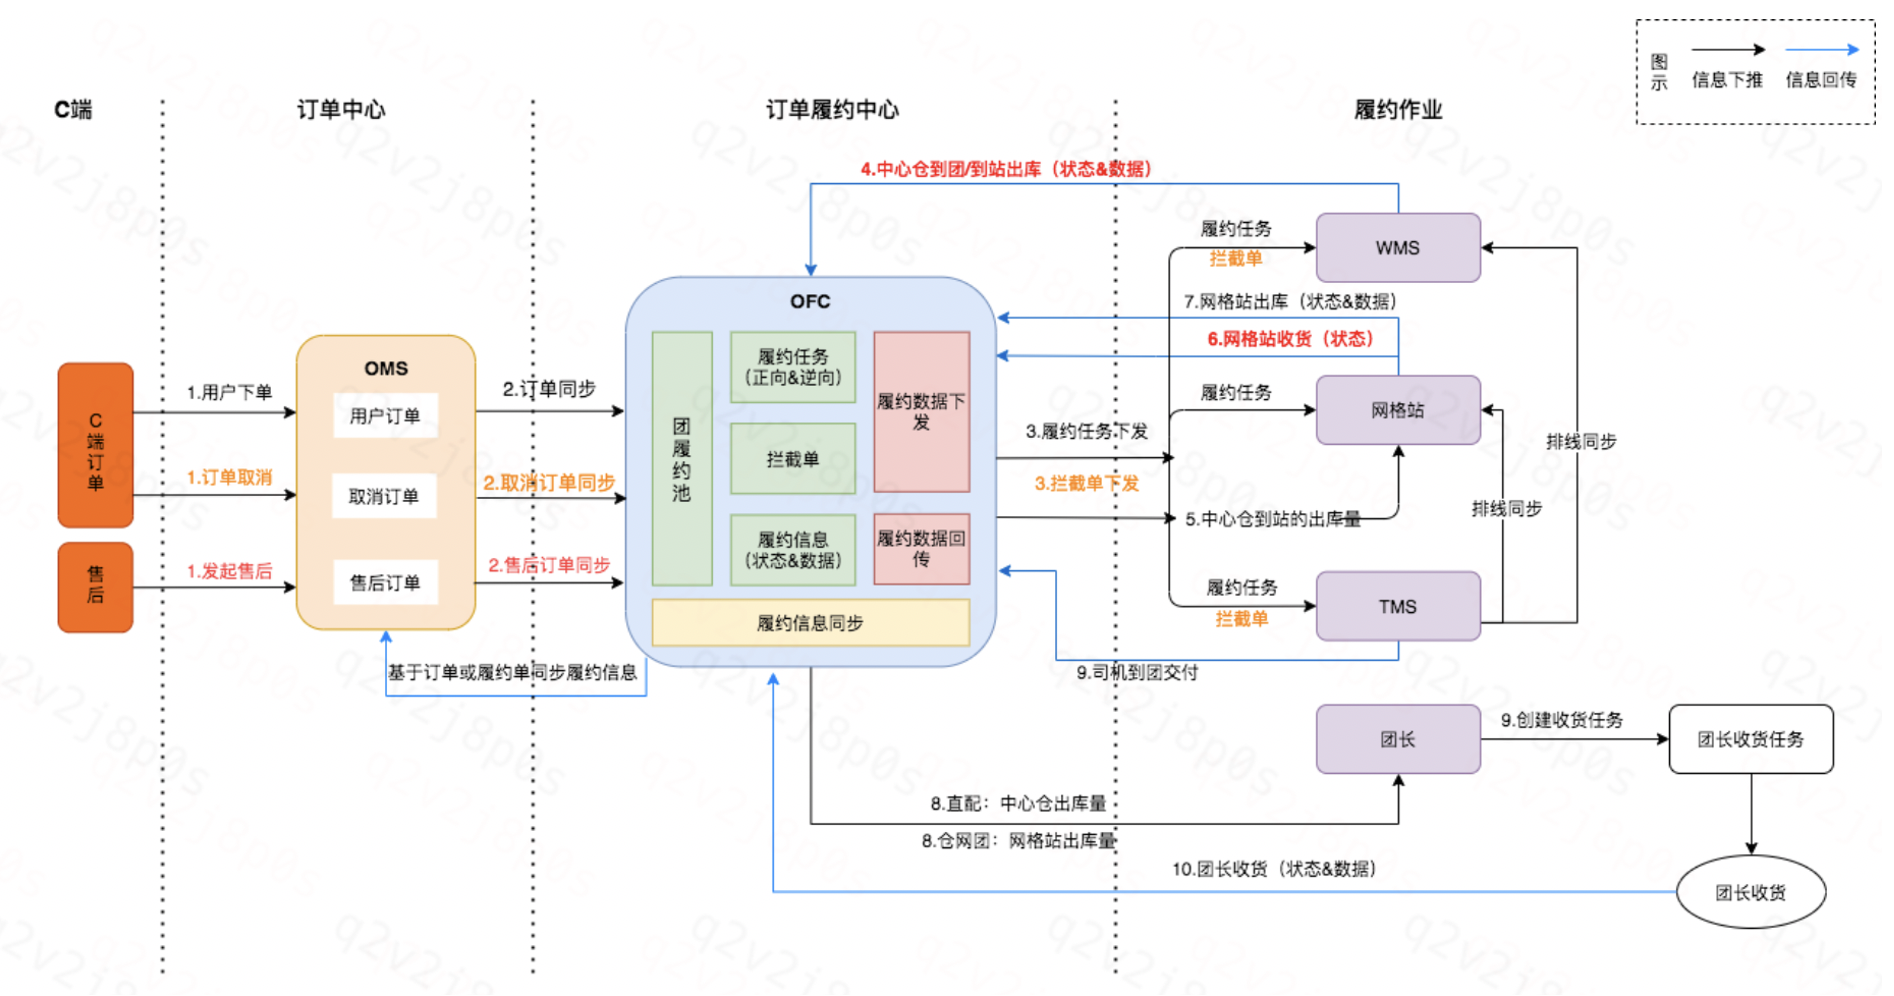 图
示
信息下推
信息回传
C端
订单中心
订单履约中心
履约作业
4.中心仓到团/到站出库（状态&数据）
履约任务
拦截单
WMS
7.网格站出库（状态&数据）
6.网格站收货（状态）
OFC
团
履
约
池
履约任务
（正向&逆向）
拦截单
履约信息
（状态&数据）
履约数据下
发
履约数据回
传
履约信息同步
OMS
用户订单
取消订单
售后订单
C
端
订
单
售
后
1.用户下单
1.订单取消
1.发起售后
2.订单同步
2.取消订单同步
2.售后订单同步
基于订单或履约单同步履约信息
3.履约任务下发
3.拦截单下发
履约任务
网格站
排线同步
排线同步
5.中心仓到站的出库量
履约任务
拦截单
TMS
9.司机到团交付
团长
9.创建收货任务
团长收货任务
8.直配：中心仓出库量
8.仓网团：网格站出库量
10.团长收货（状态&数据）
团长收货
q2v2j8p0s